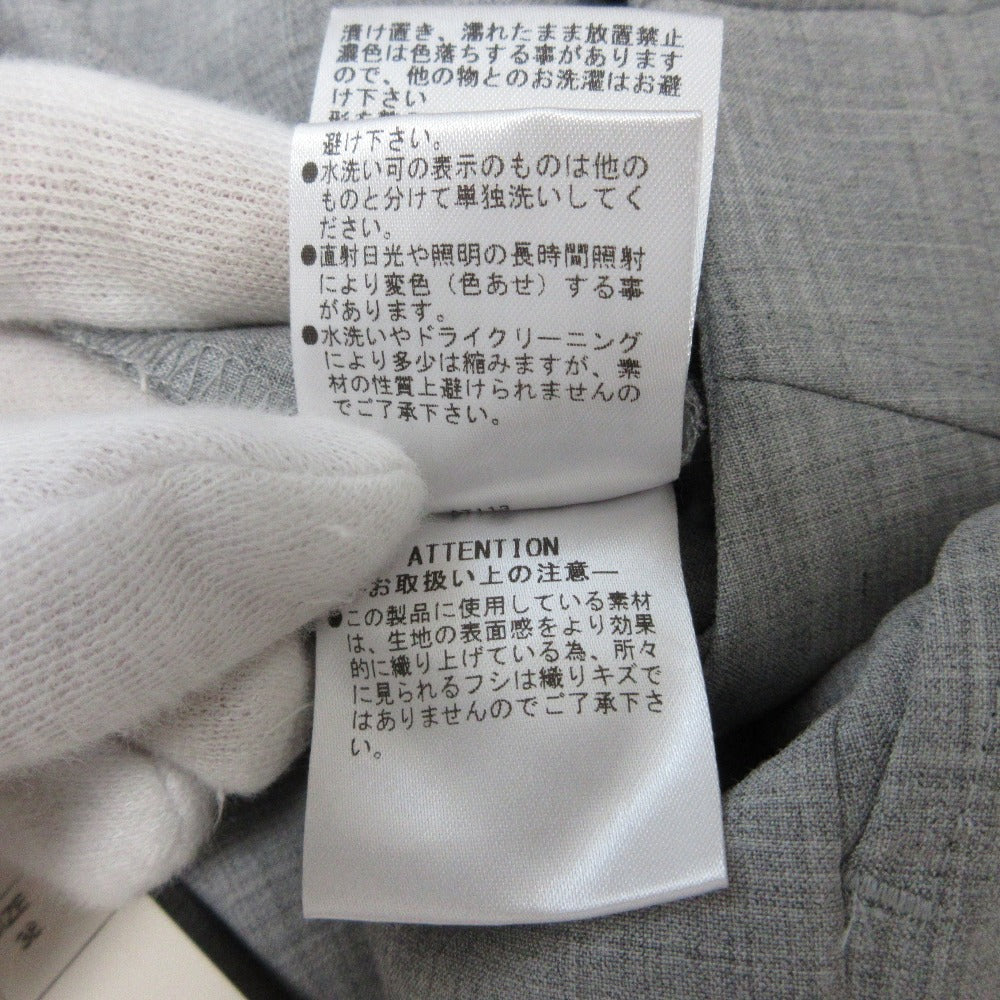 漬け置き、濡れたまま放置禁止
濃色は色落ちする事があります
ので、他の物とのお洗濯はお避
け下さい
避け下さい。
●水洗い可の表示のものは他の
ものと分けて単独洗いしてく
ださい。
●直射日光や照明の長時間照射
により変色（色あせ）する事
があります。
●水洗いやドライクリーニング
により多少は縮みますが、素
材の性質上避けられませんの
でご了承下さい。
ATTENTION
お取扱い上の注意―
●この製品に使用している素材
は、生地の表面感をより効果
的に織り上げている為、所々
に見られるフシは織りキズで
はありませんのでご了承下さ
い。